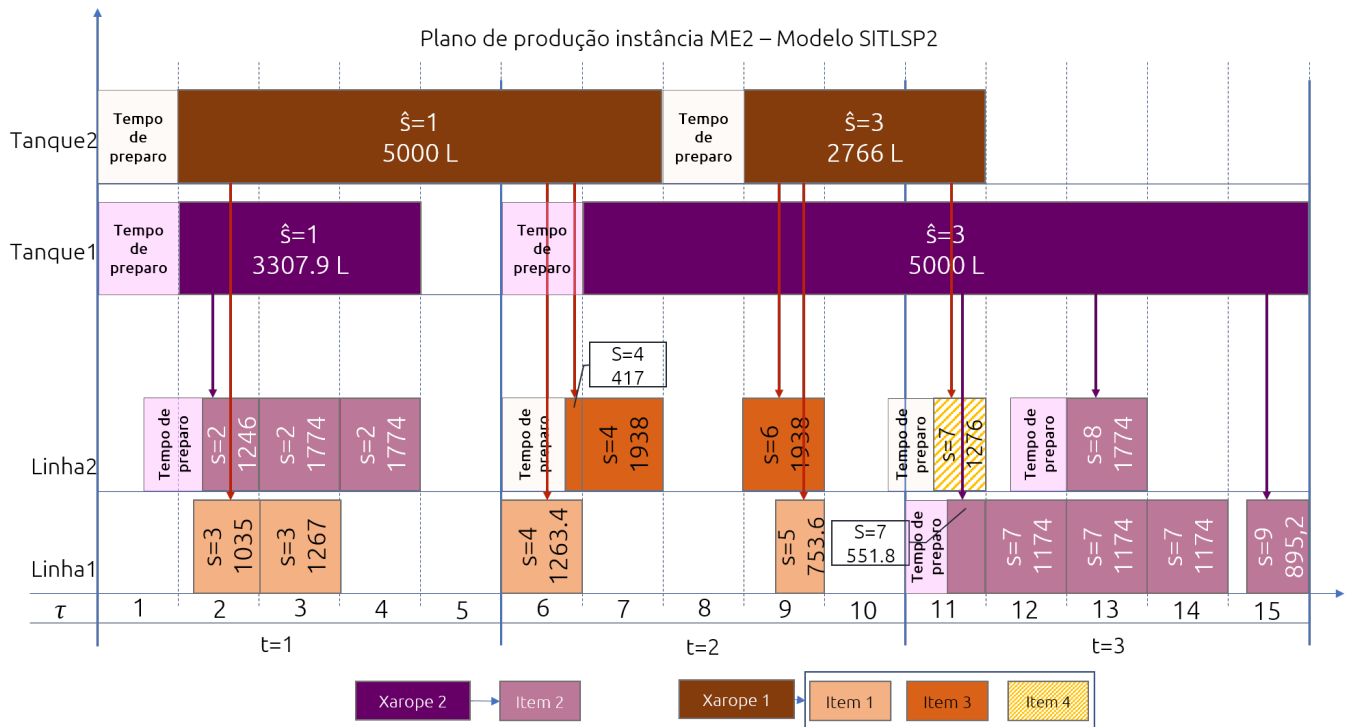 Plano de produção instância ME2 – Modelo SITLSP2
Tanque2
Tempo
de
preparo
ŝ=1
5000 L
Tempo
de
preparo
ŝ=3
2766 L
Tanque1
Tempo
de
preparo
ŝ=1
3307.9 L
Tempo
de
preparo
ŝ=3
5000 L
S=4
417
Linha2
Tempo de
preparo
s=2
1246
s=2
1774
s=2
1774
Tempo de
preparo
s=4
1938
s=6
1938
Tempo de
preparo
s=7
1276
Tempo de
preparo
s=8
1774
Linha1
s=3
1035
s=3
1267
s=4
1263.4
s=5
753.6
S=7
551.8
Tempo de
preparo
s=7
1174
s=7
1174
s=7
1174
s=9
895,2
τ 1 2 3 4 5 6 7 8 9 10 11 12 13 14 15
t=1 t=2 t=3
Xarope 2 Item 2 Xarope 1 Item 1 Item 3 Item 4